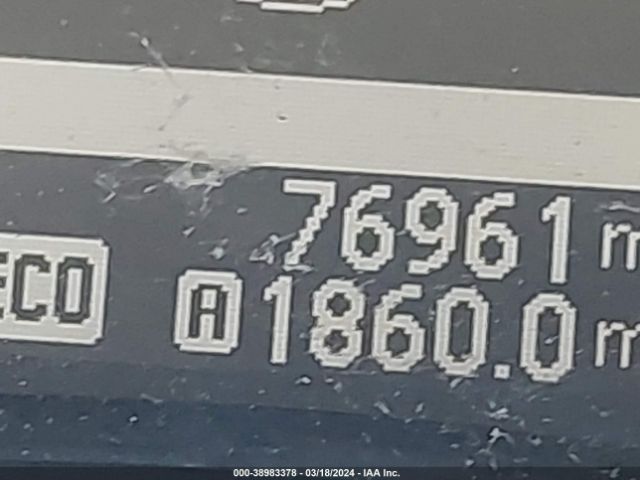 76961 m
ECO A 1860.0 m
000-38983378 - 03/18/2024 - IAA Inc.